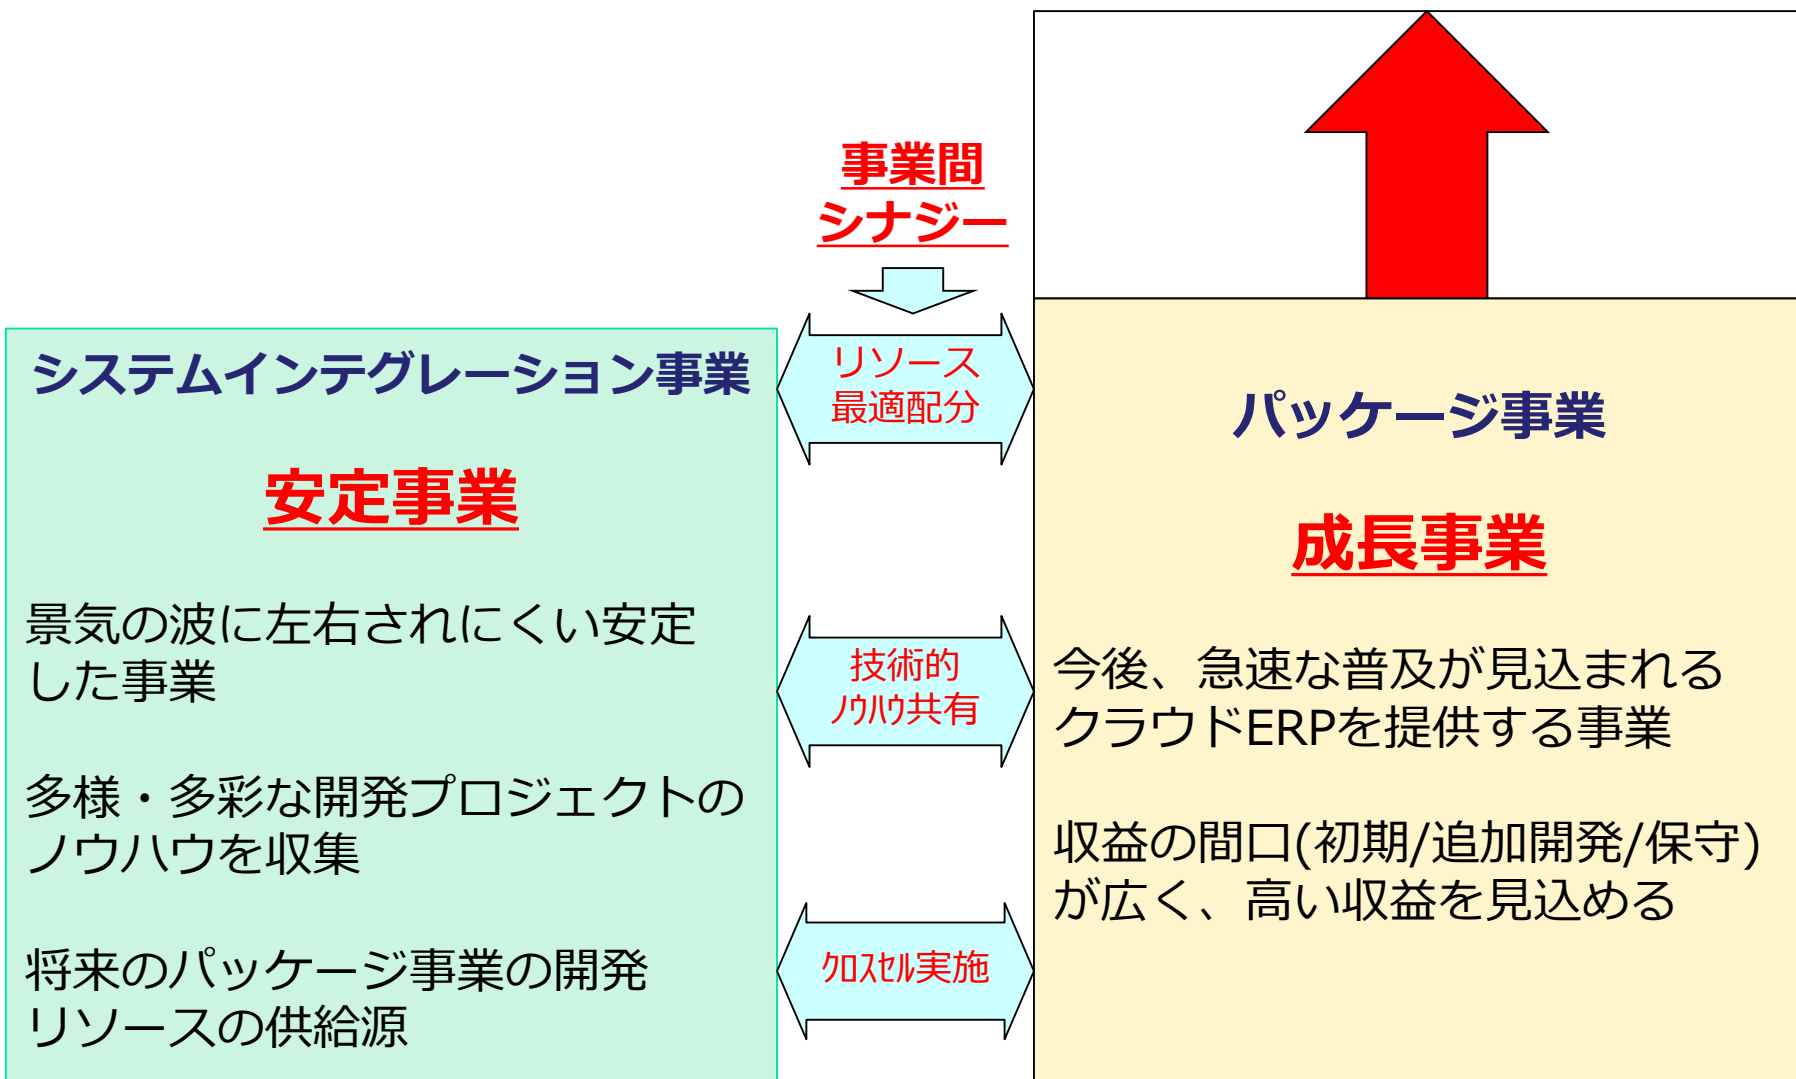 事業間
シナジー
システムインテグレーション事業
安定事業
景気の波に左右されにくい安定
した事業
多様・多彩な開発プロジェクトの
ノウハウを収集
将来のパッケージ事業の開発
リソースの供給源
リソース
最適配分
技術的
ﾉｳﾊｳ共有
ｸﾛｽｾﾙ実施
パッケージ事業
成長事業
今後、急速な普及が見込まれる
クラウドERPを提供する事業
収益の間口(初期/追加開発/保守)
が広く、高い収益を見込める